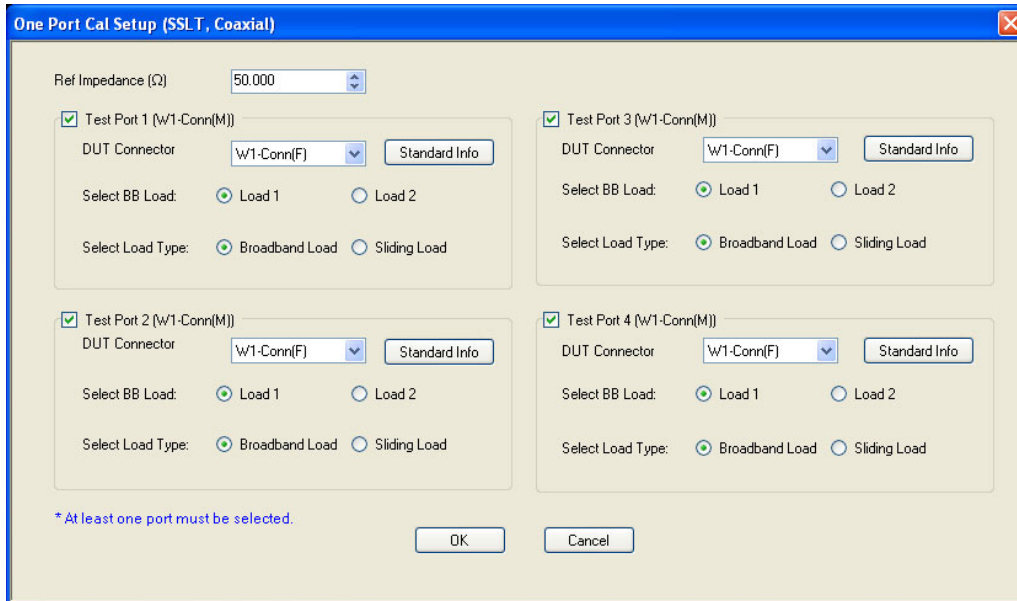 One Port Cal Setup (SSLT, Coaxial)
Ref Impedance (Ω) 50.000
Test Port 1 (W1-Conn(M))
DUT Connector W1-Conn(F) Standard Info
Select BB Load: Load 1 Load 2
Select Load Type: Broadband Load Sliding Load
Test Port 3 (W1-Conn(M))
DUT Connector W1-Conn(F) Standard Info
Select BB Load: Load 1 Load 2
Select Load Type: Broadband Load Sliding Load
Test Port 2 (W1-Conn(M))
DUT Connector W1-Conn(F) Standard Info
Select BB Load: Load 1 Load 2
Select Load Type: Broadband Load Sliding Load
Test Port 4 (W1-Conn(M))
DUT Connector W1-Conn(F) Standard Info
Select BB Load: Load 1 Load 2
Select Load Type: Broadband Load Sliding Load
* At least one port must be selected.
OK Cancel